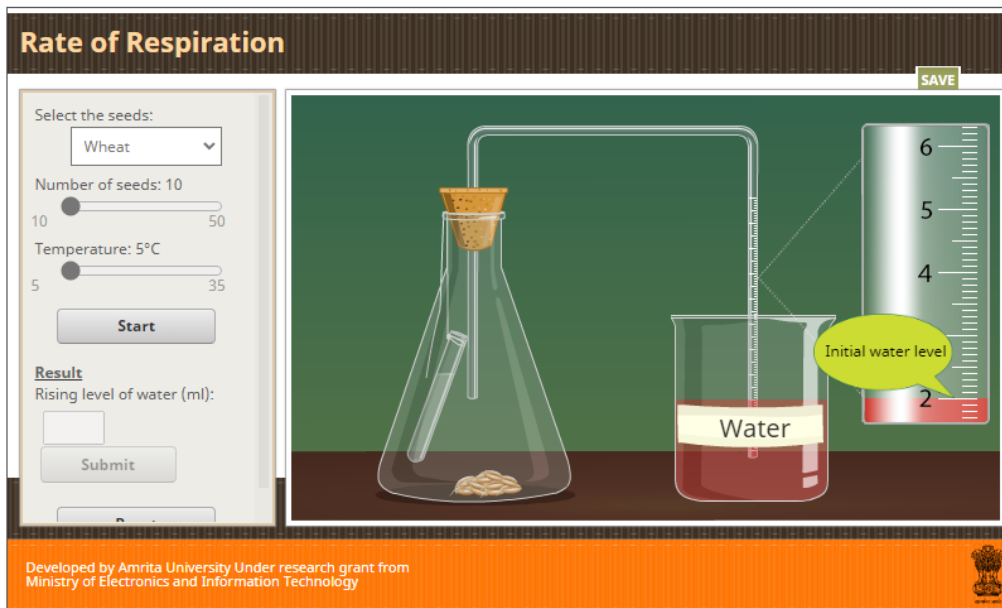 Rate of Respiration
SAVE
Select the seeds:
Wheat
Number of seeds: 10
10 50
Temperature: 5°C
5 35
Start
Result
Rising level of water (ml):
Submit
6
5
4
Initial water level
2
Water
Developed by Amrita University Under research grant from
Ministry of Electronics and Information Technology